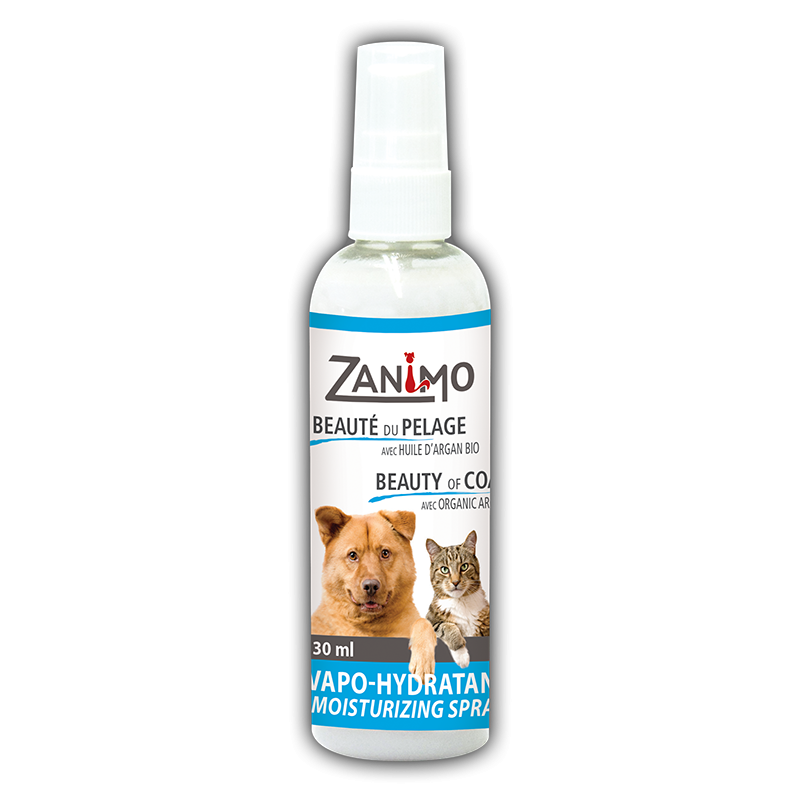 ZANIMO
BEAUTÉ DU PELAGE
AVEC HUILE D'ARGAN BIO
BEAUTY OF COA
AVEC ORGANIC AR
30 ml
VAPO-HYDRATAN
MOISTURIZING SPRA